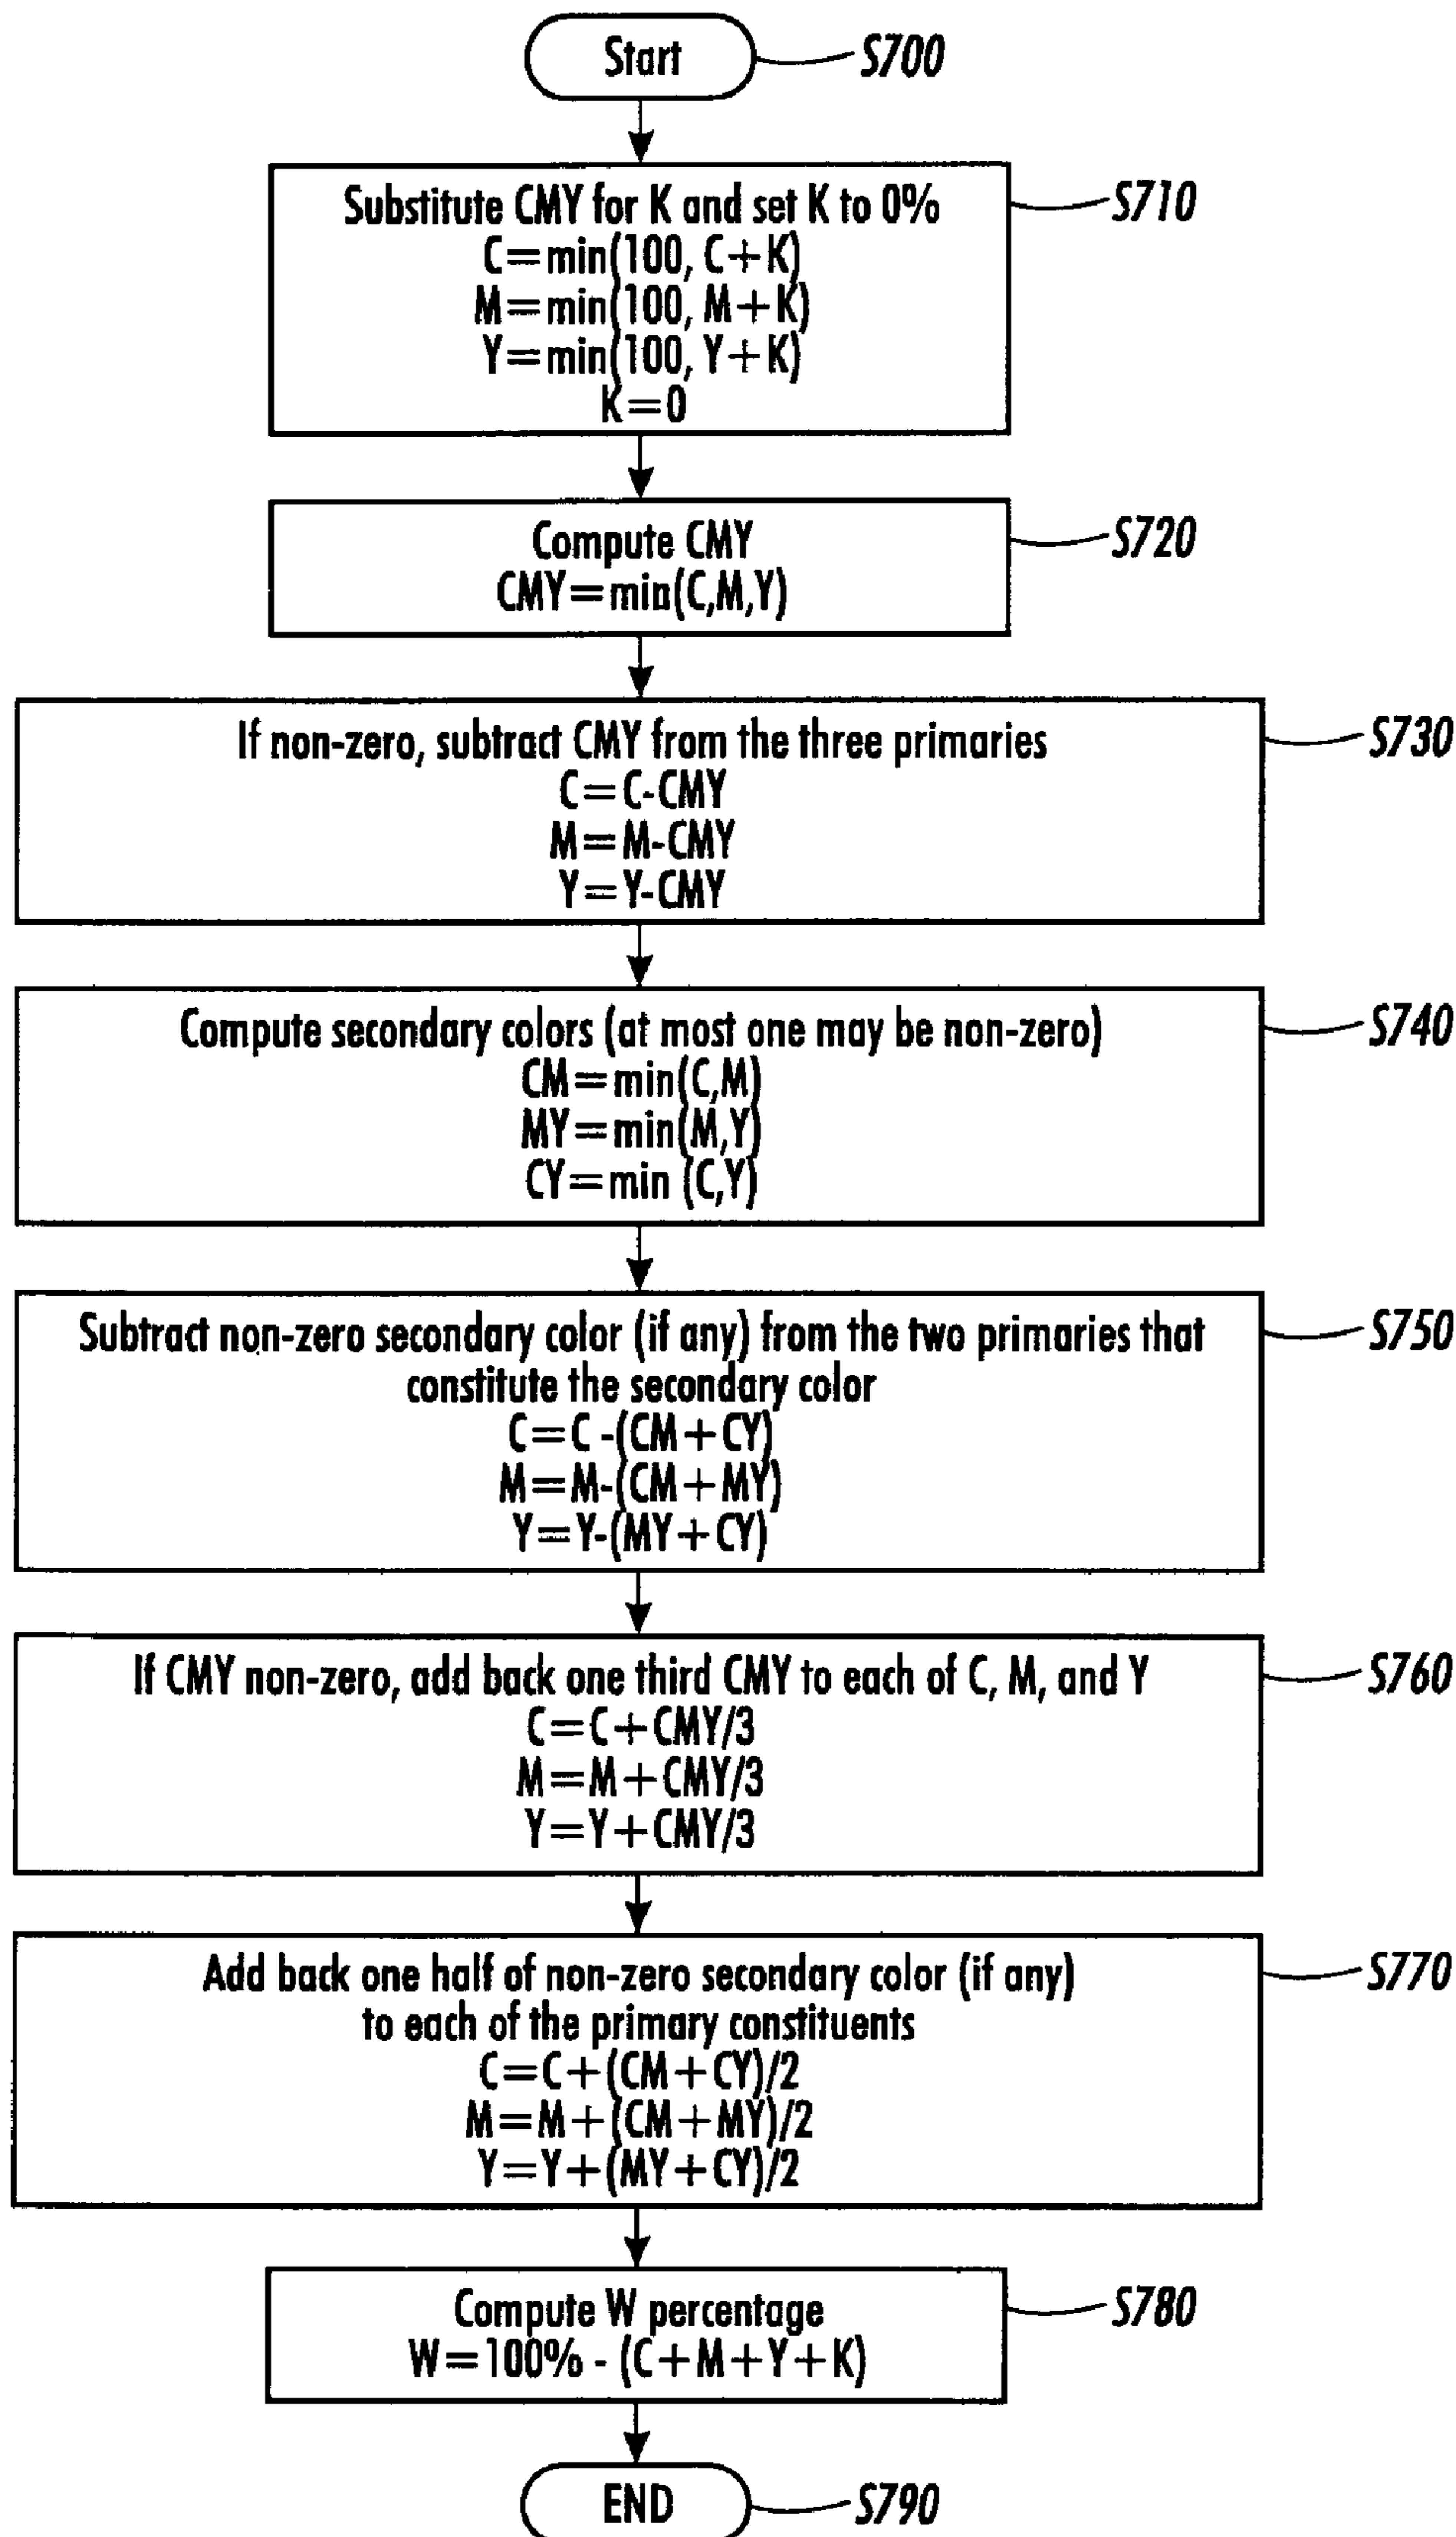 Start
S700
Substitute CMY for K and set K to 0%
C=min(100, C+K)
M=min(100, M+K)
Y=min(100, Y+K)
K=0
S710
Compute CMY
CMY=min(C,M,Y)
S720
If non-zero, subtract CMY from the three primaries
C=C-CMY
M=M-CMY
Y=Y-CMY
S730
Compute secondary colors (at most one may be non-zero)
CM=min(C,M)
MY=min(M,Y)
CY=min (C,Y)
S740
Subtract non-zero secondary color (if any) from the two primaries that
constitute the secondary color
C=C -(CM+CY)
M=M-(CM+MY)
Y=Y-(MY+CY)
S750
If CMY non-zero, add back one third CMY to each of C, M, and Y
C=C+CMY/3
M=M+CMY/3
Y=Y+CMY/3
S760
Add back one half of non-zero secondary color (if any)
to each of the primary constituents
C=C+(CM+CY)/2
M=M+(CM+MY)/2
Y=Y+(MY+CY)/2
S770
Compute W percentage
W=100% - (C+M+Y+K)
S780
END
S790